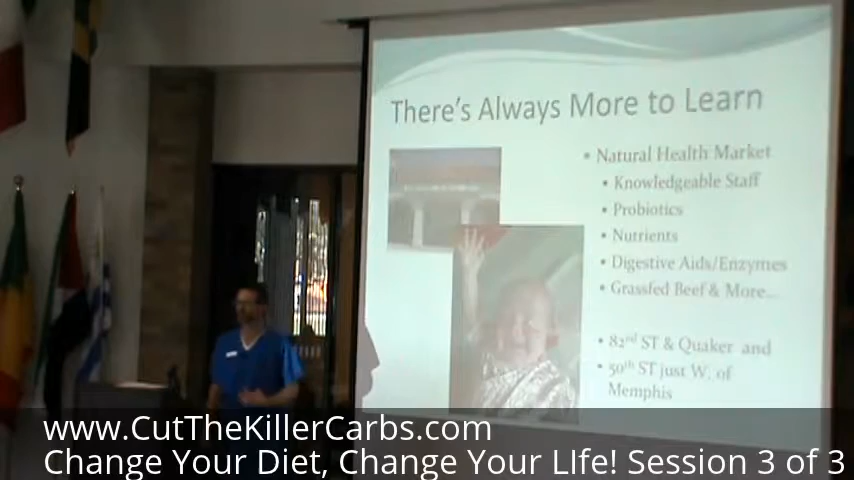 There's Always More to Learn
• Natural Health Market
• Knowledgeable Staff
• Probiotics
• Nutrients
• Digestive Aids/Enzymes
• Grassfed Beef & More...
• 82nd ST & Quaker and
• 50th ST just W. of
Memphis
www.CutTheKillerCarbs.com
Change Your Diet, Change Your LIfe! Session 3 of 3